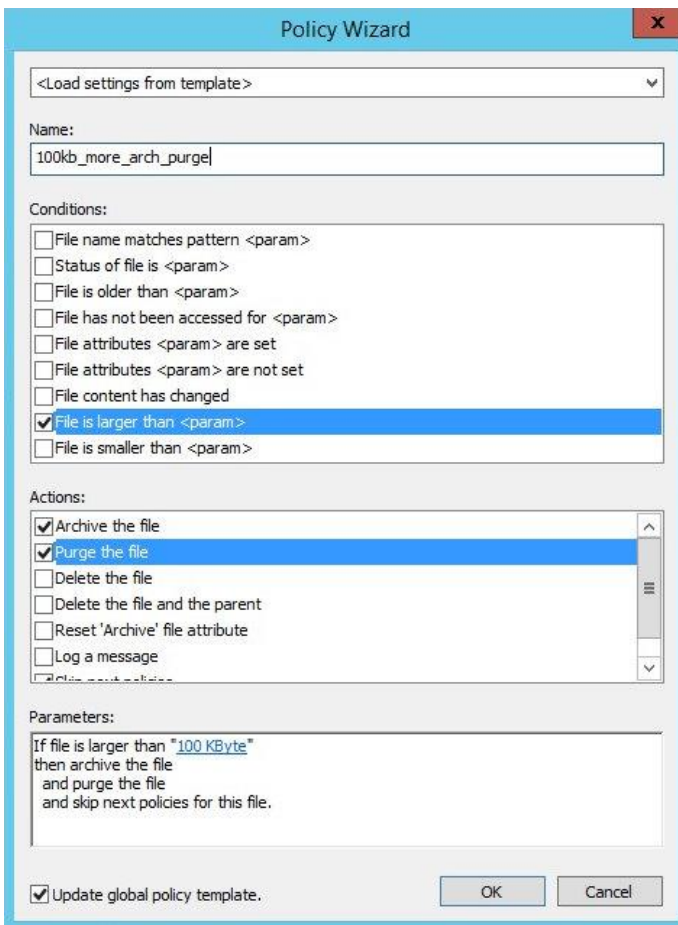 Policy Wizard
x
<Load settings from template>
Name:
100kb_more_arch_purge
Conditions:
File name matches pattern <param>
Status of file is <param>
File is older than <param>
File has not been accessed for <param>
File attributes <param> are set
File attributes <param> are not set
File content has changed
File is larger than <param>
File is smaller than <param>
Actions:
Archive the file
Purge the file
Delete the file
Delete the file and the parent
Reset 'Archive' file attribute
Log a message
Skip next policies
Parameters:
If file is larger than "100 KByte"
then archive the file
and purge the file
and skip next policies for this file.
Update global policy template.
OK
Cancel